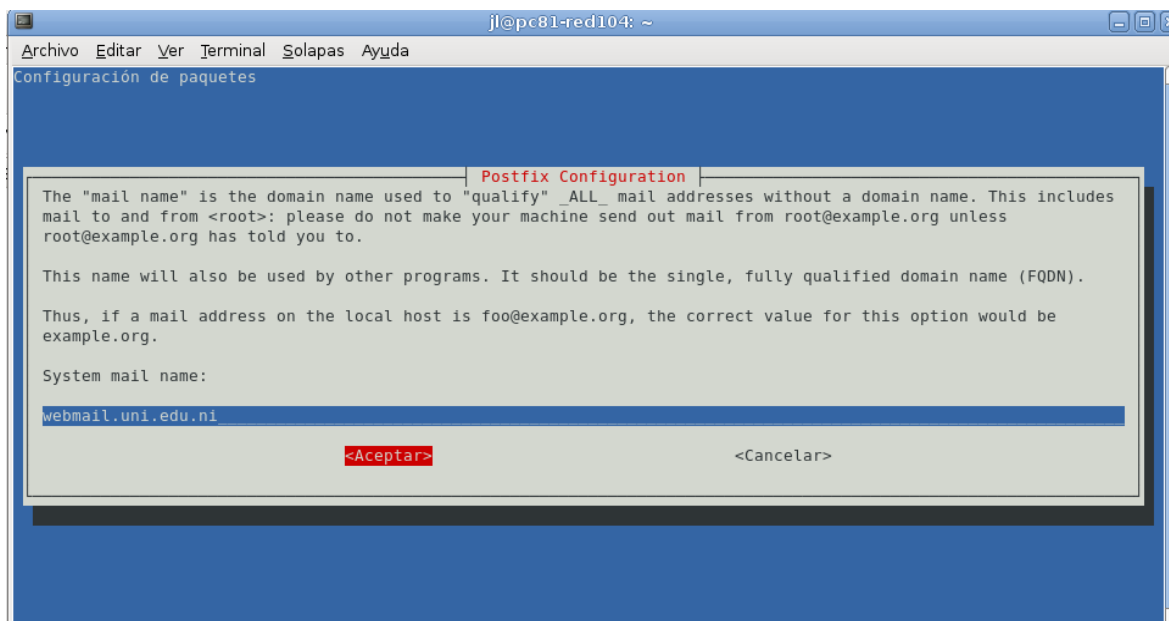 jl@pc81-red104: ~
Archivo Editar Ver Terminal Solapas Ayuda
Configuración de paquetes
Postfix Configuration
The "mail name" is the domain name used to "qualify" _ALL_ mail addresses without a domain name. This includes
mail to and from <root>: please do not make your machine send out mail from root@example.org unless
root@example.org has told you to.
This name will also be used by other programs. It should be the single, fully qualified domain name (FQDN).
Thus, if a mail address on the local host is foo@example.org, the correct value for this option would be
example.org.
System mail name:
webmail.uni.edu.ni
<Aceptar> <Cancelar>